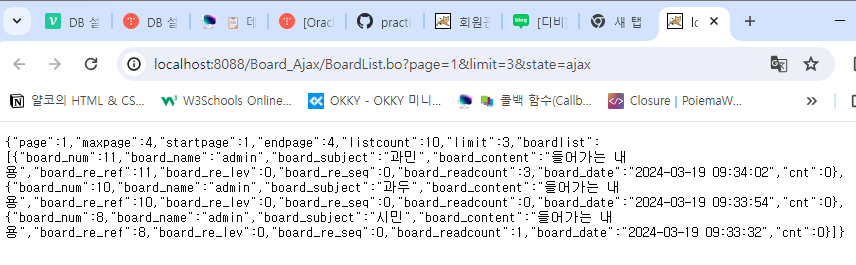 DB 설
DB 설
데
[Oracl
practi
회원관
[디비]
새 탭
lo
localhost:8088/Board_Ajax/BoardList.bo?page=1&limit=3&state=ajax
얄코의 HTML & CS...
W3Schools Online...
OKKY - OKKY 미니...
콜백 함수(Callb...
Closure | PoiemaW...
{"page":1,"maxpage":4,"startpage":1,"endpage":4,"listcount":10,"limit":3,"boardlist":
[{"board_num":11,"board_name":"admin","board_subject":"과민","board_content":"들어가는 내
용","board_re_ref":11,"board_re_lev":0,"board_re_seq":0,"board_readcount":3,"board_date":"2024-03-19 09:34:02","cnt":0},
{"board_num":10,"board_name":"admin","board_subject":"과두","board_content":"들어가는 내
용","board_re_ref":10,"board_re_lev":0,"board_re_seq":0,"board_readcount":0,"board_date":"2024-03-19 09:33:54","cnt":0},
{"board_num":8,"board_name":"admin","board_subject":"시민","board_content":"들어가는 내
용","board_re_ref":8,"board_re_lev":0,"board_re_seq":0,"board_readcount":1,"board_date":"2024-03-19 09:33:32","cnt":0}]}